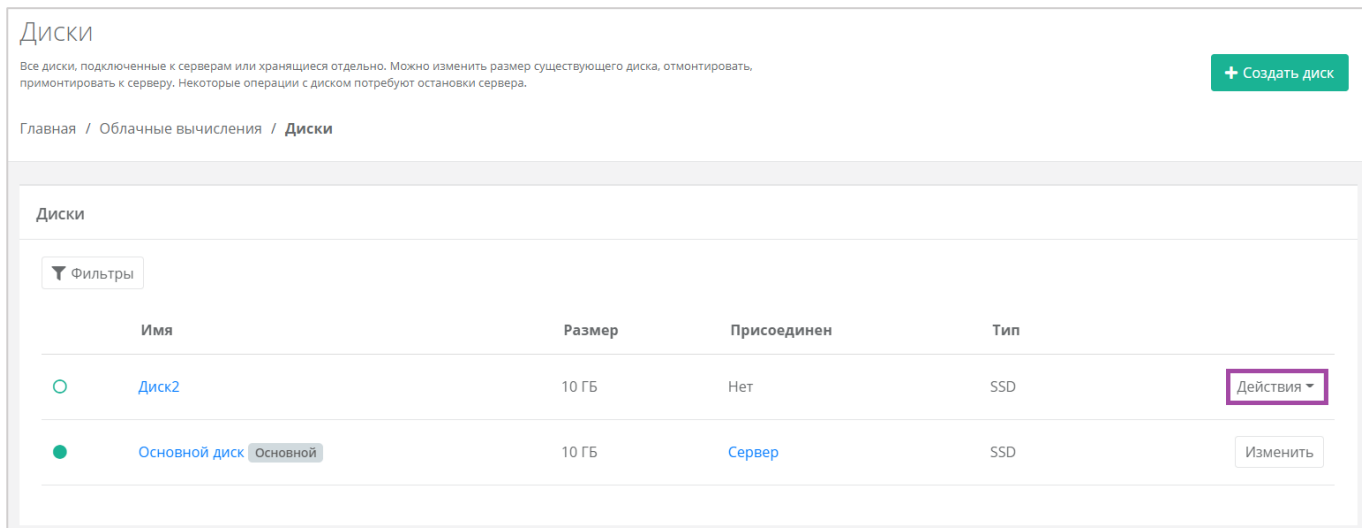 Диски
Все диски, подключенные к серверам или хранящиеся отдельно. Можно изменить размер существующего диска, отмонтировать,
примонтировать к серверу. Некоторые операции с диском потребуют остановки сервера.
+ Создать диск
Главная / Облачные вычисления / Диски
Диски
Фильтры
Имя Размер Присоединен Тип
Диск2 10 ГБ Нет SSD Действия
Основной диск Основной 10 ГБ Сервер SSD Изменить